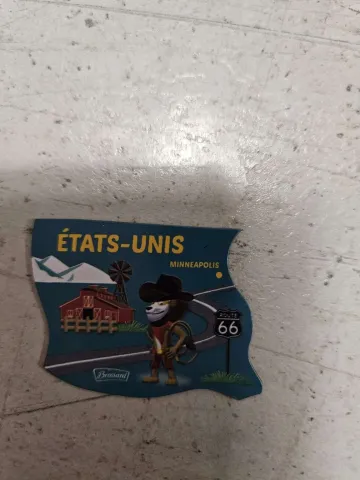 ÉTATS-UNIS
MINNEAPOLIS
ROUTE
66
Brossard